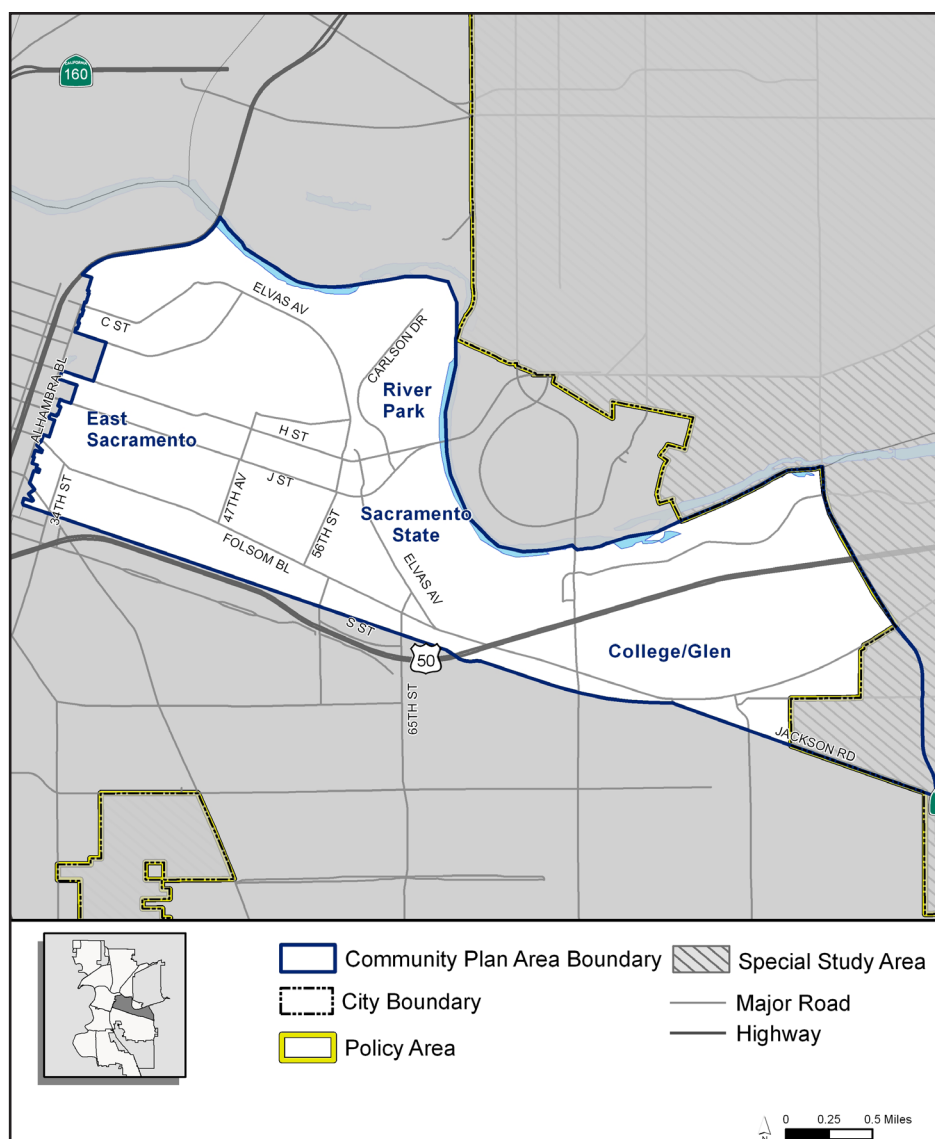 CALIFORNIA
160
ELVAS AV
C ST
CARLSON DR
ALHAMBRA BL
River
Park
East
Sacramento
H ST
J ST
34TH ST
47TH AV
Sacramento
State
56TH ST
FOLSOM BL
ELVAS AV
S ST
50
College/Glen
65TH ST
JACKSON RD
Community Plan Area Boundary
Special Study Area
City Boundary
Major Road
Highway
Policy Area
0 0.25 0.5 Miles
N